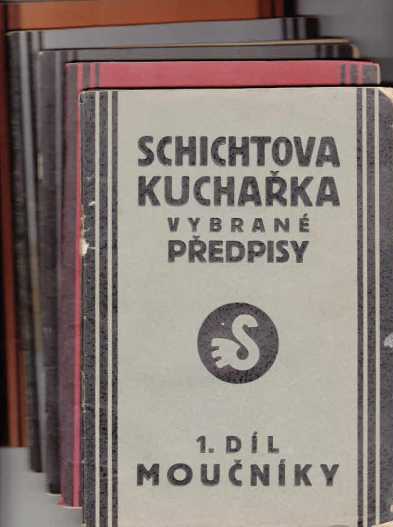 SCHICHTOVA
KUCHAŘKA
VYBRANÉ
PŘEDPISY
1. DÍL
MOUČNÍKY